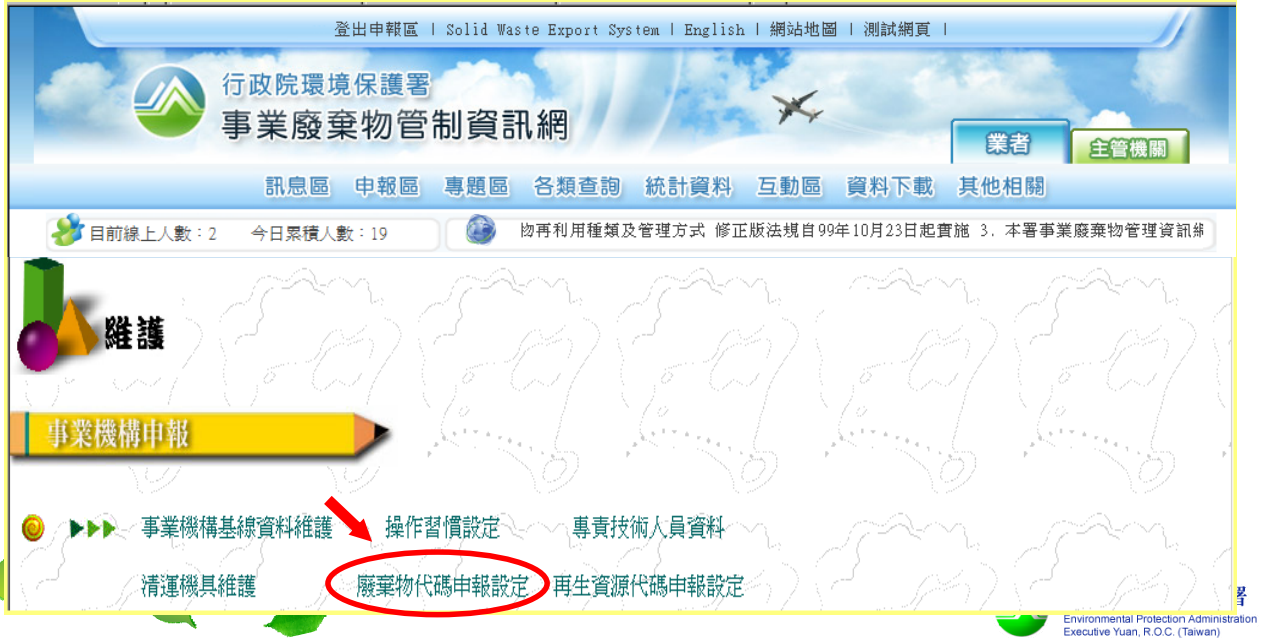 登出申報區 | Solid Waste Export System | English | 網站地圖 | 測試網頁 |
行政院環境保護署
事業廢棄物管制資訊網
業者 主管機關
訊息區 申報區 專題區 各類查詢 統計資料 互動區 資料下載 其他相關
目前線上人數：2 今日累積人數：19 物再利用種類及管理方式 修正版法規自99年10月23日起實施 3. 本署事業廢棄物管理資訊網
維護
事業機構申報
事業機構基線資料維護 操作習慣設定 專責技術人員資料
清運機具維護 廢棄物代碼申報設定 再生資源代碼申報設定
署
Environmental Protection Administration
Executive Yuan, R.O.C. (Taiwan)